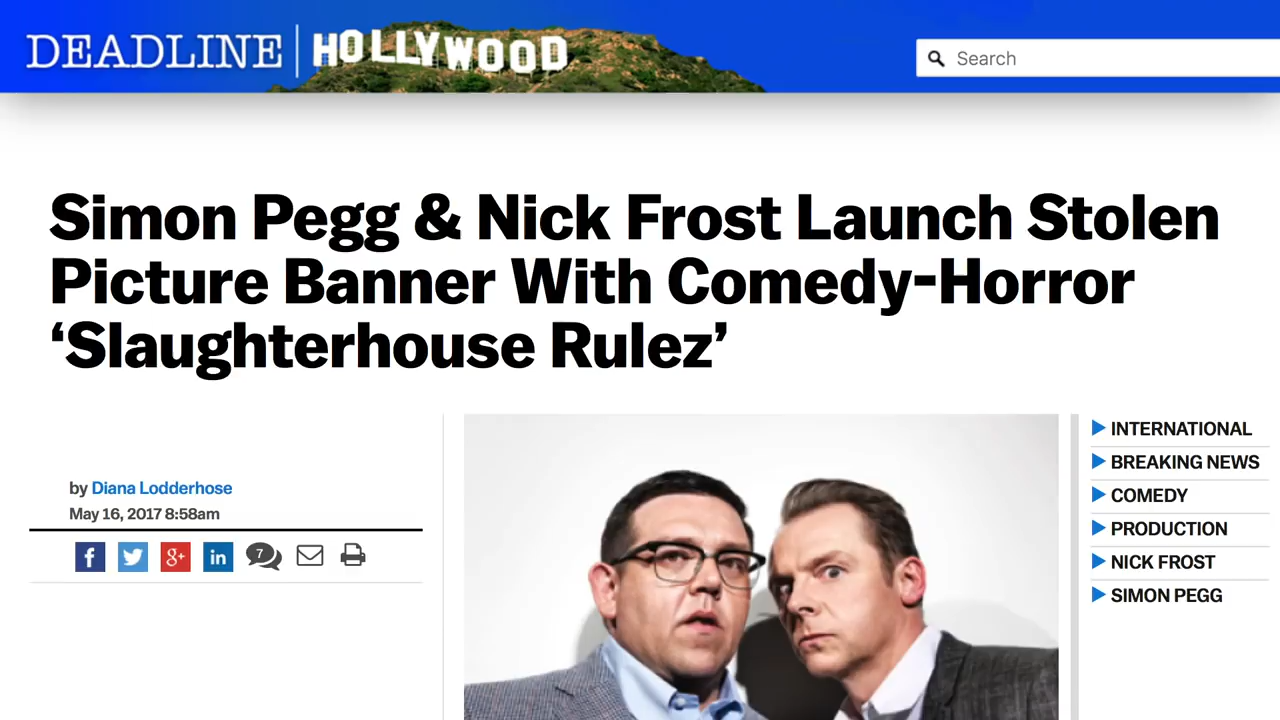 DEADLINE HOLLYWOOD
Search
Simon Pegg & Nick Frost Launch Stolen
Picture Banner With Comedy-Horror
‘Slaughterhouse Rulez’
by Diana Lodderhose
May 16, 2017 8:58am
f g+ in 7
INTERNATIONAL
BREAKING NEWS
COMEDY
PRODUCTION
NICK FROST
SIMON PEGG